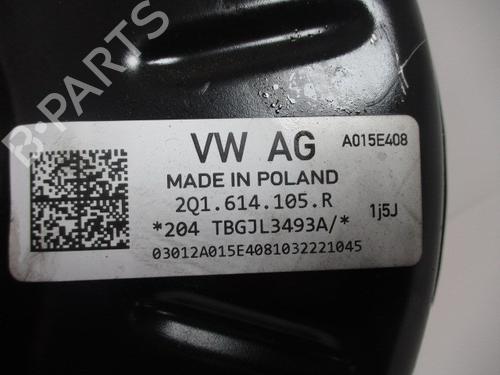 B-PARTS
VW AG
A015E408
MADE IN POLAND
2Q1.614.105.R
*204 TBGJL3493A/*
1j5J
03012A015E4081032221045